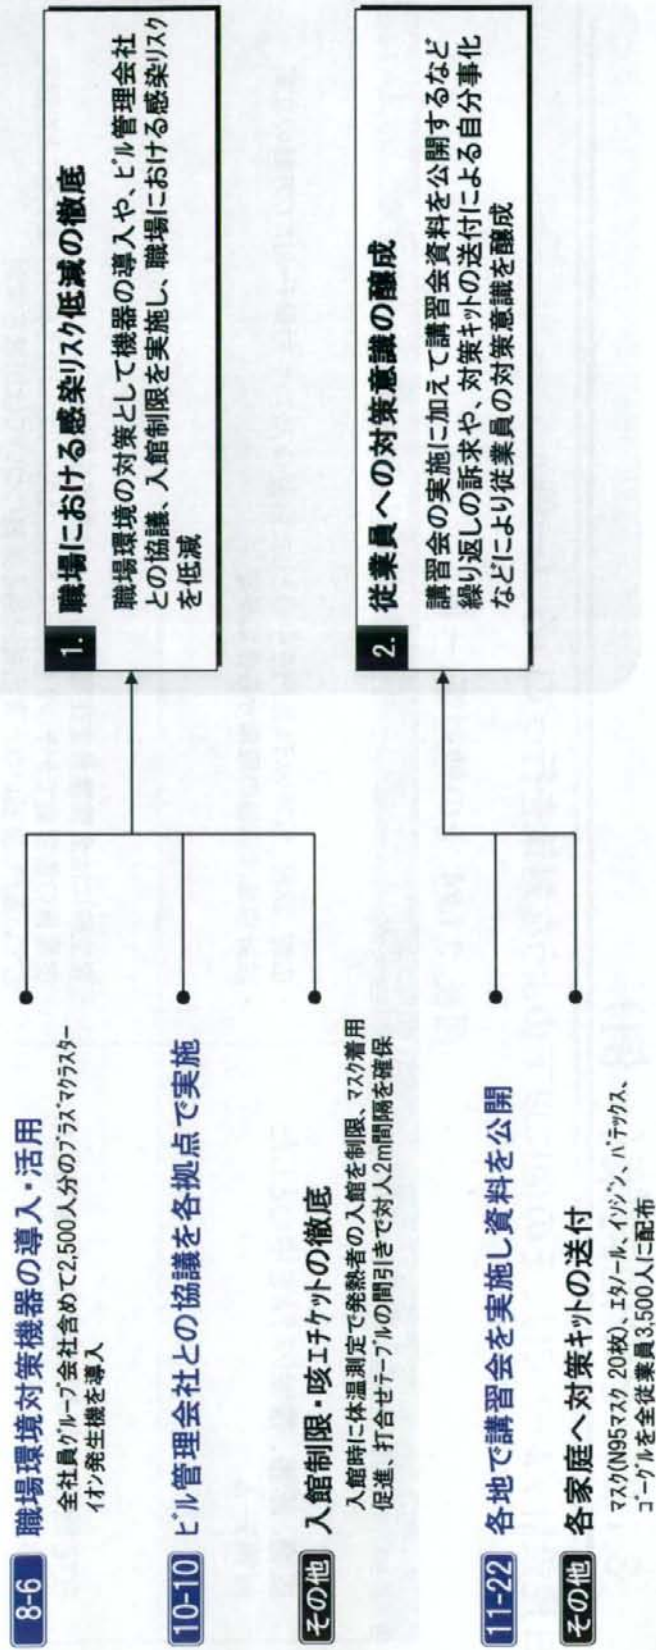 8-6 職場環境対策機器の導入・活用
全社員グループ会社含めて2,500人分のプラズマクラスター
イオン発生機を導入
10-10 ビル管理会社との協議を各拠点で実施
その他 入館制限・咳エチケットの徹底
入館時に体温測定で発熱者の入館を制限、マスク着用
促進、打合せテーブルの間引きで対人2m間隔を確保
1. 職場における感染リスク低減の徹底
職場環境の対策として機器の導入や、ビル管理会社
との協議、入館制限を実施し、職場における感染リスク
を低減
11-22 各地で講習会を実施し資料を公開
その他 各家庭へ対策キットの送付
マスク(N95マスク 20枚)、エタノール、イソジン、バテックス、
ゴーグルを全従業員3,500人に配布
2. 従業員への対策意識の醸成
講習会の実施に加えて講習会資料を公開するなど
繰り返しの訴求や、対策キットの送付による自分事化
などにより従業員の対策意識を醸成